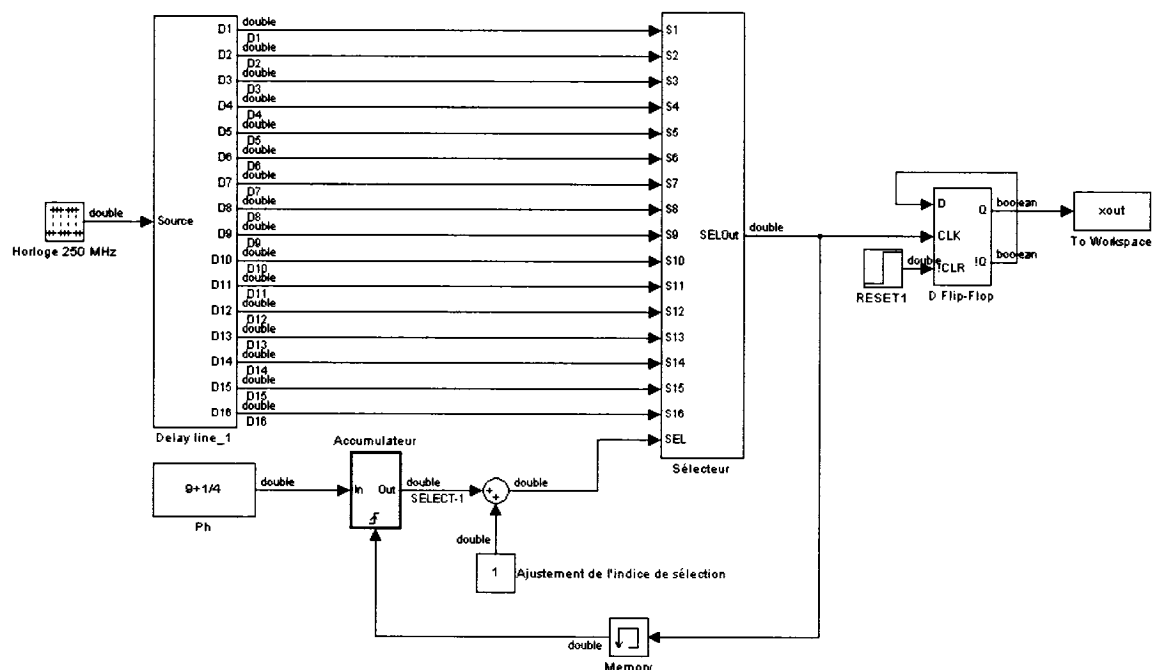 double
D1
D1
S1
double
D2
D2
S2
double
D3
D3
S3
double
D4
D4
S4
double
D5
D5
S5
double
D6
D6
S6
double
D7
D7
S7
double
D8
D8
S8
double
D9
D9
S9
double
D10
D10
S10
double
D11
D11
S11
double
D12
D12
S12
double
D13
D13
S13
double
D14
D14
S14
double
D15
D15
S15
double
D16
D16
S16
Horloge 250 MHz
double
Source
Delay line_1
SEL
SELOut
Sélecteur
double
D
Q
boolean
CLK
!Q
boolean
double
!CLR
RESET1
D Flip-Flop
xout
To Workspace
9+1/4
Ph
double
Accumulateur
In
Out
double
SELECT-1
+
+
double
double
1
Ajustement de l'indice de sélection
double
Memory